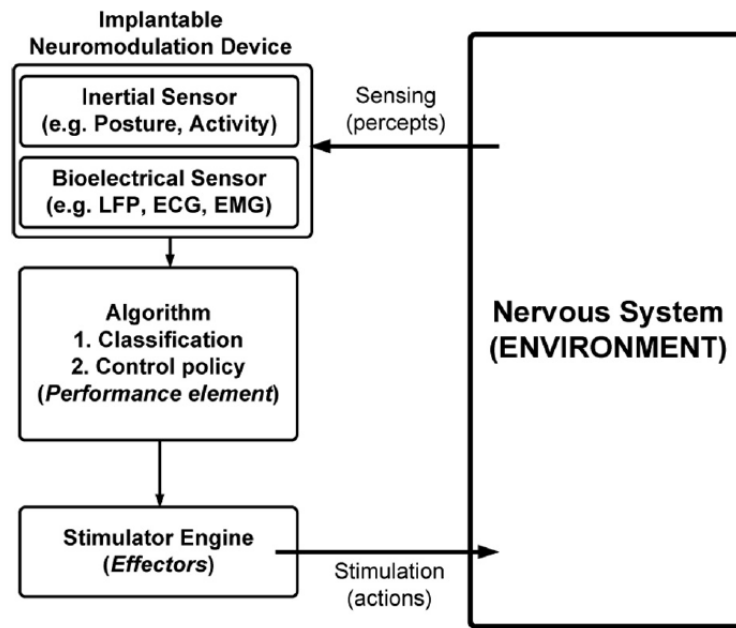 Implantable
Neuromodulation Device
Inertial Sensor
(e.g. Posture, Activity)
Bioelectrical Sensor
(e.g. LFP, ECG, EMG)
Algorithm
1. Classification
2. Control policy
(Performance element)
Stimulator Engine
(Effectors)
Sensing
(percepts)
Stimulation
(actions)
Nervous System
(ENVIRONMENT)